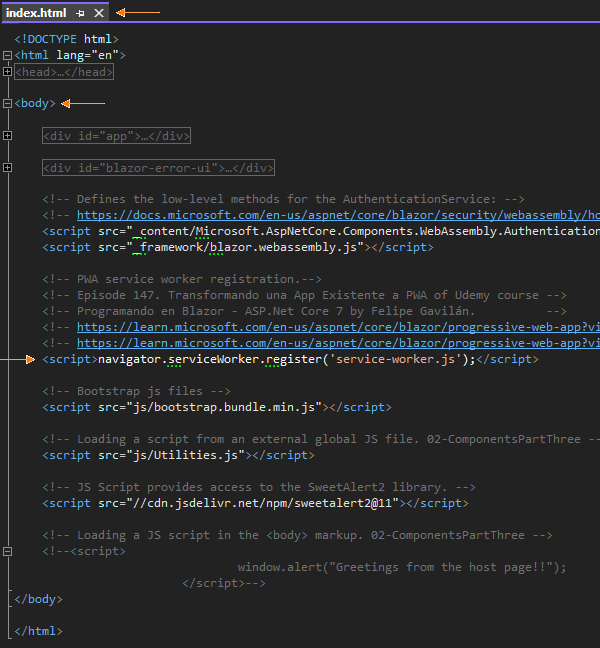 index.html
<!DOCTYPE html>
<html lang="en">
<head>…</head>
<body>
<div id="app">…</div>
<div id="blazor-error-ui">…</div>
<!-- Defines the low-level methods for the AuthenticationService: -->
<!-- https://docs.microsoft.com/en-us/aspnet/core/blazor/security/webassembly/ho
<script src="_content/Microsoft.AspNetCore.Components.WebAssembly.Authentication
<script src="_framework/blazor.webassembly.js"></script>
<!-- PWA service worker registration.-->
<!-- Episode 147. Transformando una App Existente a PWA of Udemy course -->
<!-- Programando en Blazor - ASP.Net Core 7 by Felipe Gavilán. -->
<!-- https://learn.microsoft.com/en-us/aspnet/core/blazor/progressive-web-app?vi
<!-- https://learn.microsoft.com/en-us/aspnet/core/blazor/progressive-web-app?vi
<script>navigator.serviceWorker.register('service-worker.js');</script>
<!-- Bootstrap js files -->
<script src="js/bootstrap.bundle.min.js"></script>
<!-- Loading a script from an external global JS file. 02-ComponentsPartThree --
<script src="js/Utilities.js"></script>
<!-- JS Script provides access to the SweetAlert2 library. -->
<script src="//cdn.jsdelivr.net/npm/sweetalert2@11"></script>
<!-- Loading a JS script in the <body> markup. 02-ComponentsPartThree -->
<!--<script>
window.alert("Greetings from the host page!!");
</script>-->
</body>
</html>